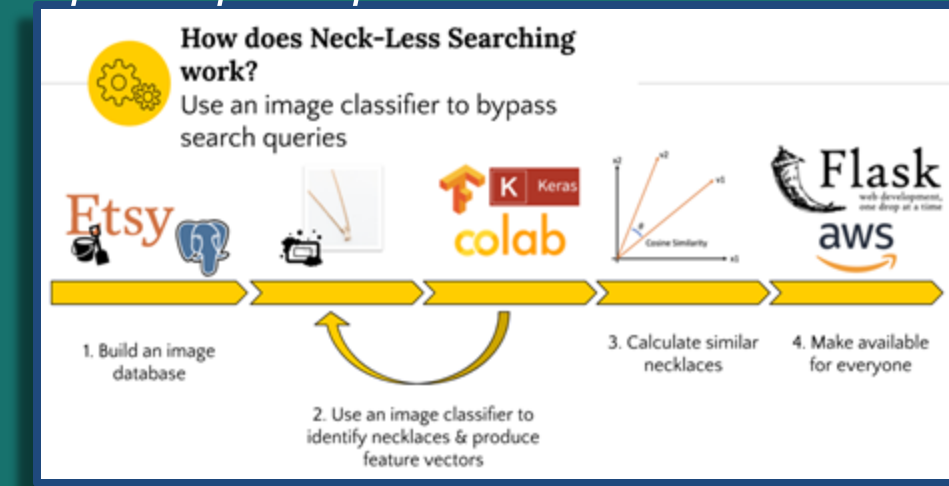 How does Neck-Less Searching
work?
Use an image classifier to bypass
search queries
Etsy
K Keras
colab
x2
v2
v1
θ
Cosine Similarity
x1
Flask
web development,
one drop at a time
aws
1. Build an image
database
2. Use an image classifier to
identify necklaces & produce
feature vectors
3. Calculate similar
necklaces
4. Make available
for everyone